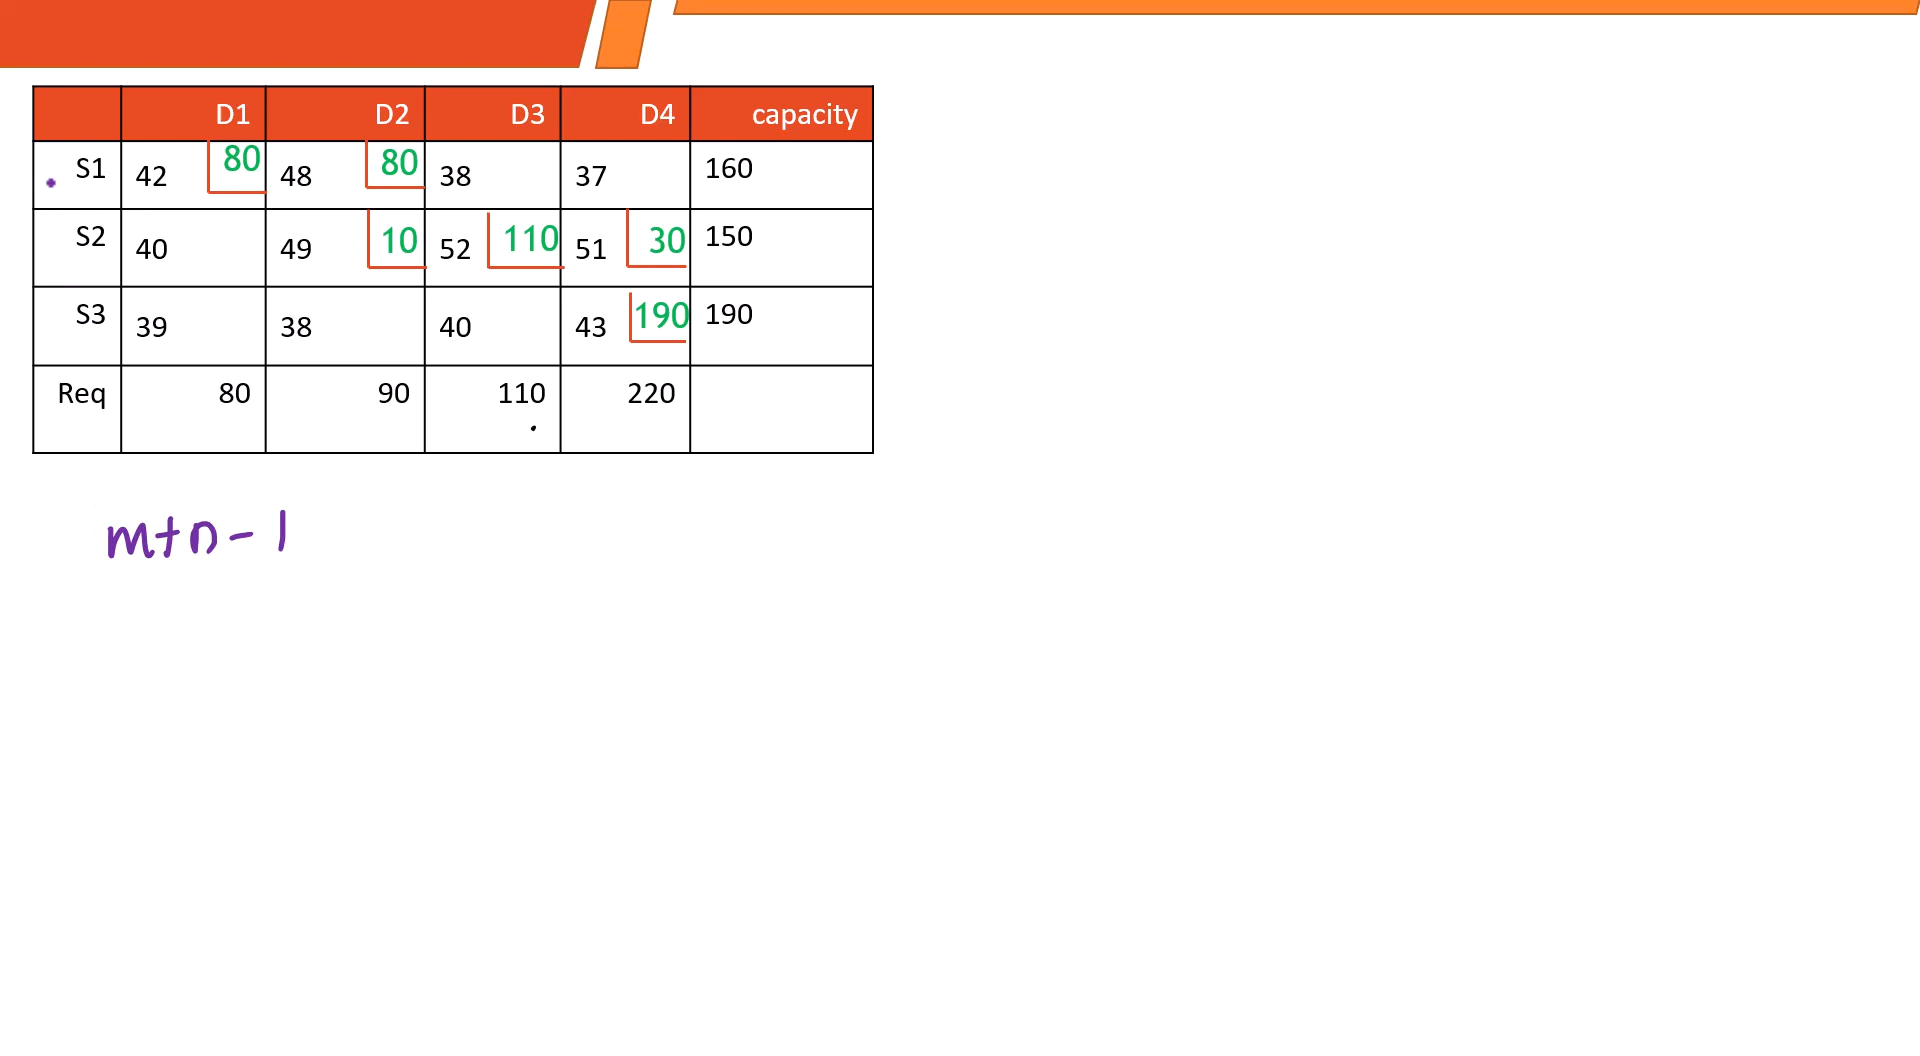 D1 D2 D3 D4 capacity
S1 42 80 48 80 38 37 160
S2 40 49 10 52 110 51 30 150
S3 39 38 40 43 190 190
Req 80 90 110 220
m+n-1